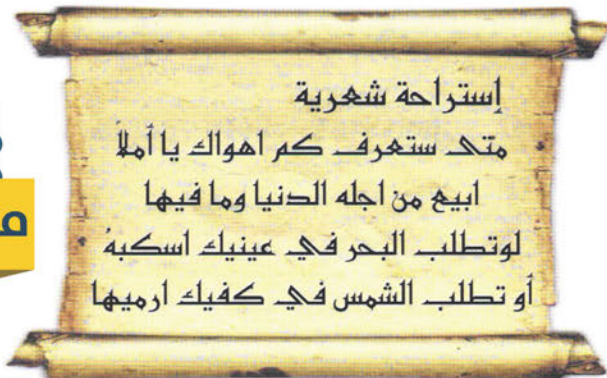 إستراحة شعرية
متى ستعرف كم اهواك يا أملاً
ابيع من اجله الدنيا وما فيها
لوتطلب البحر في عينيك اسكبهُ
أو تطلب الشمس في كفيك ارميها